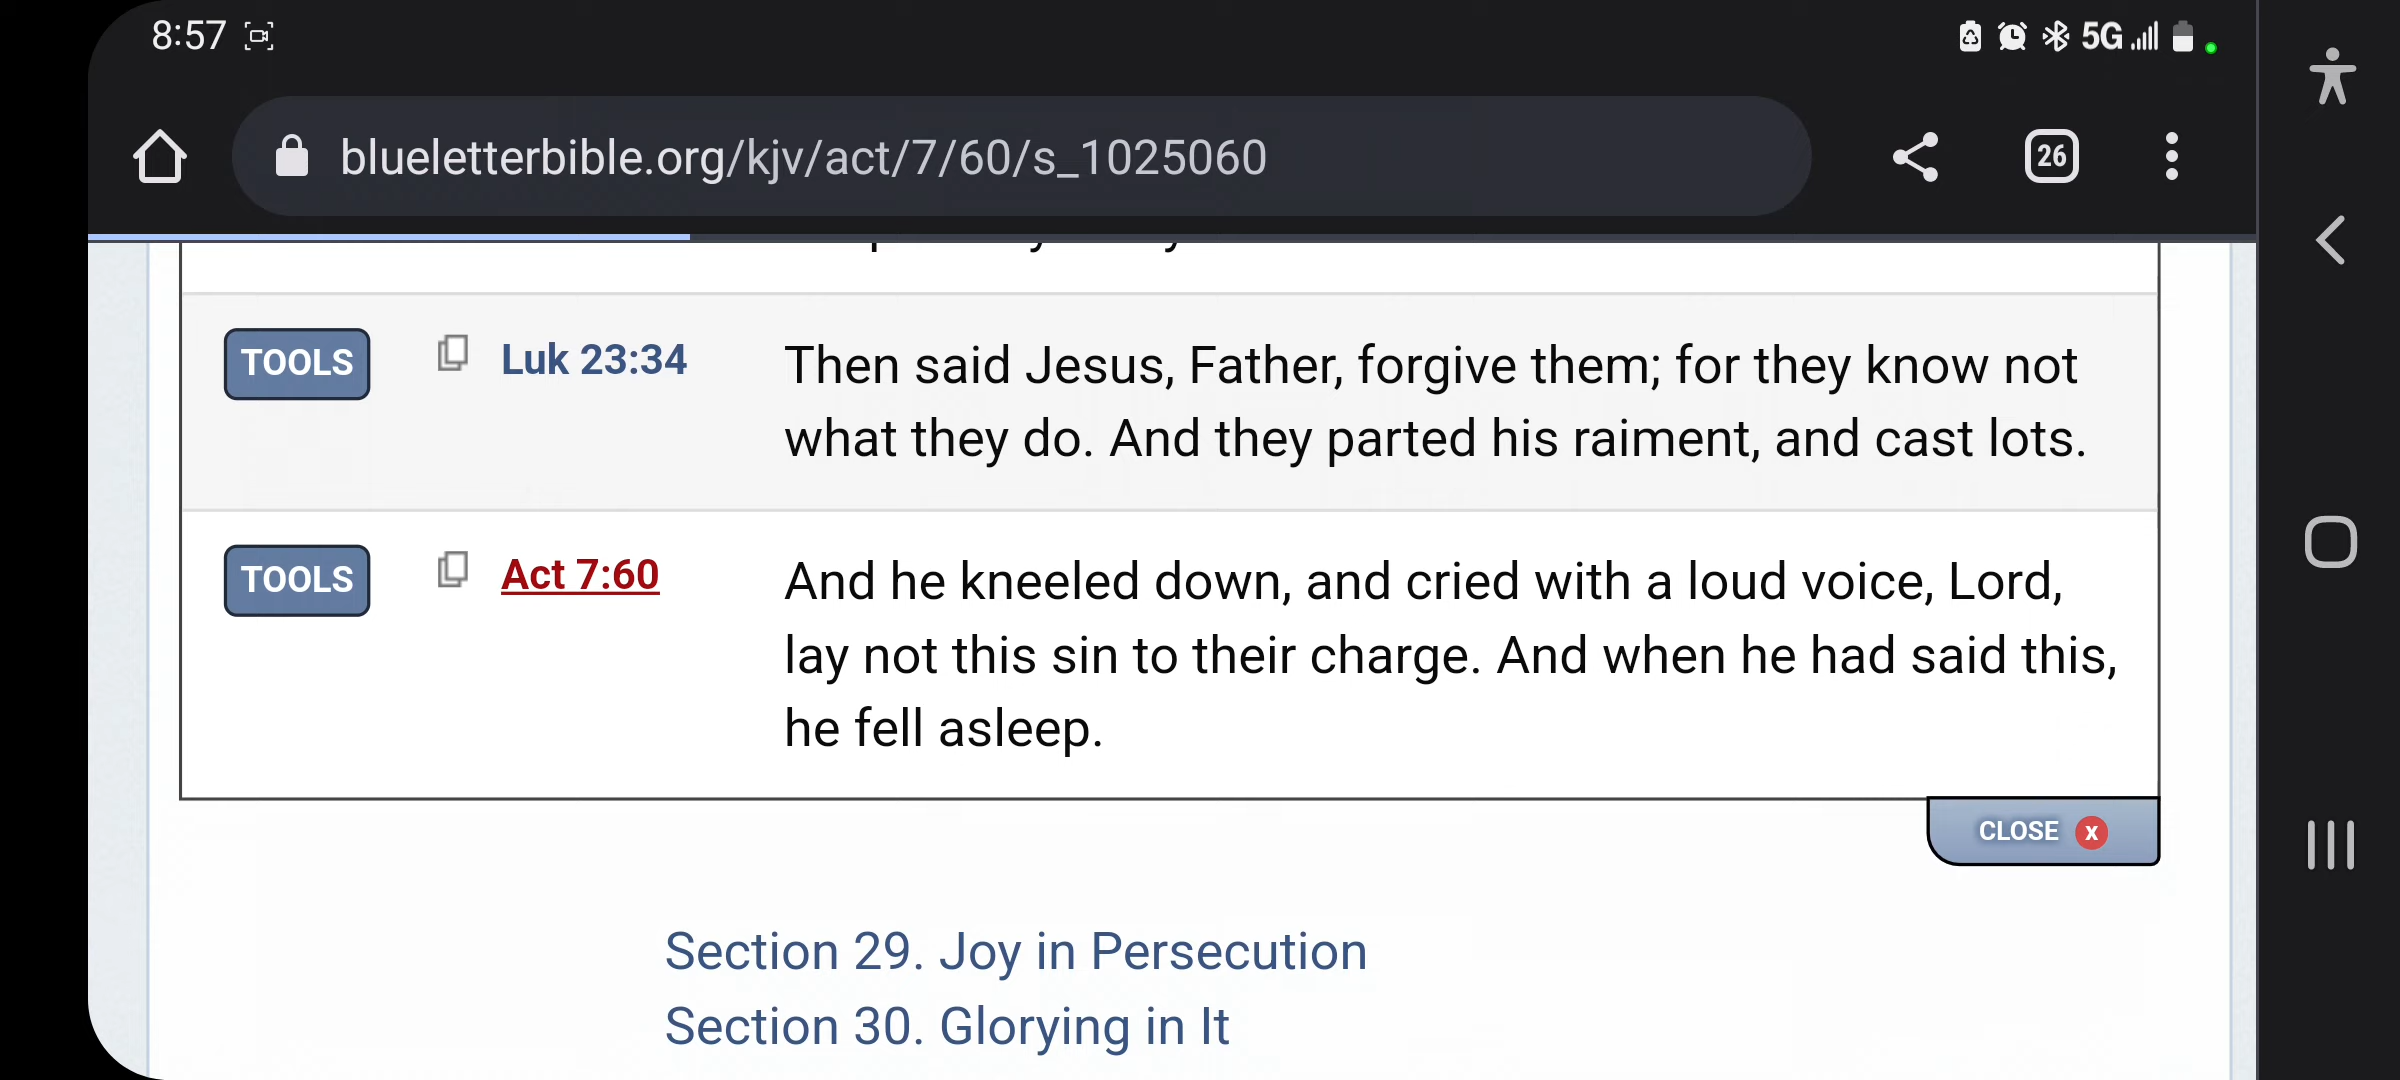 8:57
5G
blueletterbible.org/kjv/act/7/60/s_1025060
26
TOOLS
Luk 23:34
Then said Jesus, Father, forgive them; for they know not
what they do. And they parted his raiment, and cast lots.
TOOLS
Act 7:60
And he kneeled down, and cried with a loud voice, Lord,
lay not this sin to their charge. And when he had said this,
he fell asleep.
CLOSE x
Section 29. Joy in Persecution
Section 30. Glorying in It